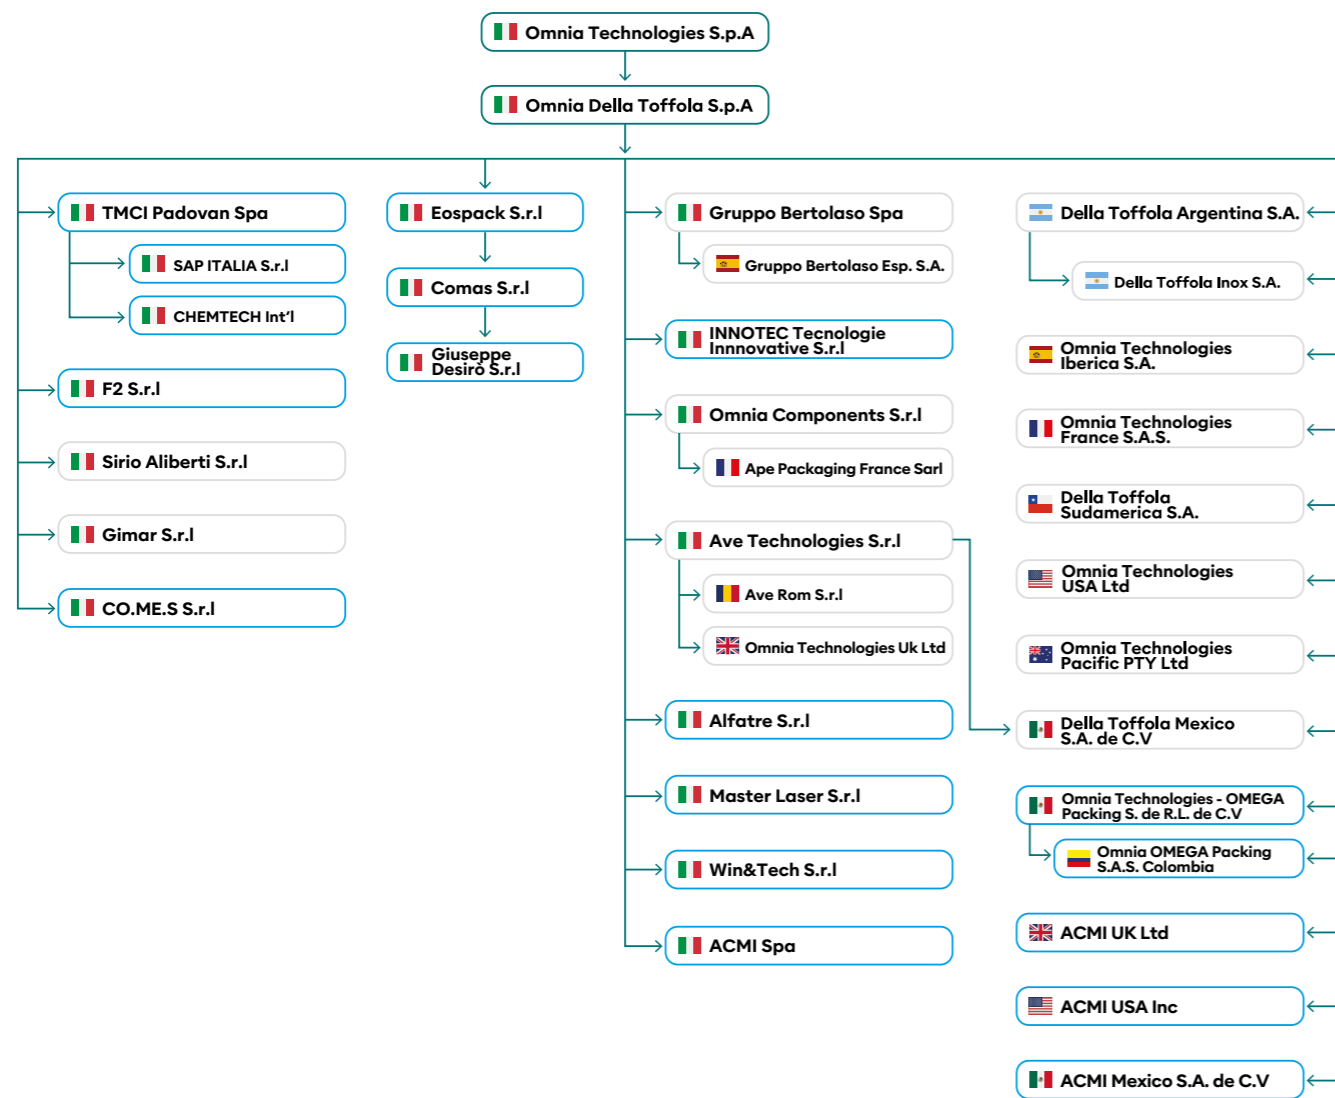 Omnia Technologies S.p.A
Omnia Della Toffola S.p.A
TMCI Padovan Spa
SAP ITALIA S.r.l
CHEMTECH Int‘l
F2 S.r.l
Sirio Aliberti S.r.l
Gimar S.r.l
CO.ME.S S.r.l
Eospack S.r.l
Comas S.r.l
Giuseppe
Desirò S.r.l
Gruppo Bertolaso Spa
Gruppo Bertolaso Esp. S.A.
INNOTEC Tecnologie
Innnovative S.r.l
Omnia Components S.r.l
Ape Packaging France Sarl
Ave Technologies S.r.l
Ave Rom S.r.l
Omnia Technologies Uk Ltd
Alfatre S.r.l
Master Laser S.r.l
Win&Tech S.r.l
ACMI Spa
Della Toffola Argentina S.A.
Della Toffola Inox S.A.
Omnia Technologies
Iberica S.A.
Omnia Technologies
France S.A.S.
Della Toffola
Sudamerica S.A.
Omnia Technologies
USA Ltd
Omnia Technologies
Pacific PTY Ltd
Della Toffola Mexico
S.A. de C.V
Omnia Technologies - OMEGA
Packing S. de R.L. de C.V
Omnia OMEGA Packing
S.A.S. Colombia
ACMI UK Ltd
ACMI USA Inc
ACMI Mexico S.A. de C.V